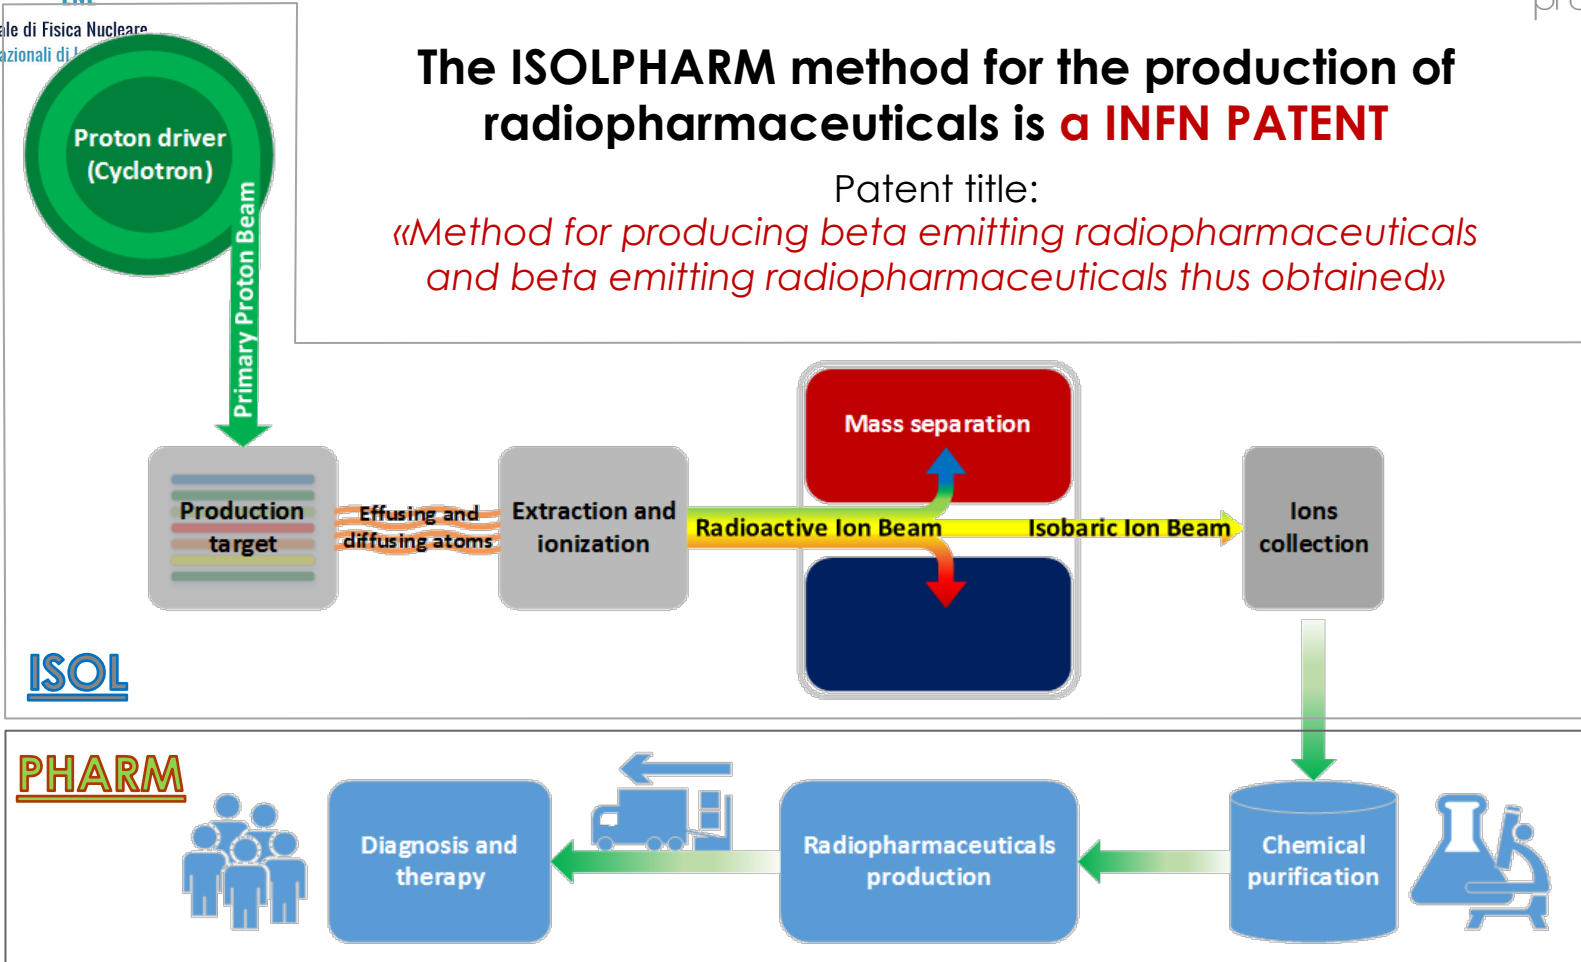 ale di Fisica Nucleare
azionali di
The ISOLPHARM method for the production of
radiopharmaceuticals is a INFN PATENT
Patent title:
«Method for producing beta emitting radiopharmaceuticals
and beta emitting radiopharmaceuticals thus obtained»
Proton driver
(Cyclotron)
Primary Proton Beam
Mass separation
Production
target
Effusing and
diffusing atoms
Extraction and
ionization
Radioactive Ion Beam
Isobaric Ion Beam
Ions
collection
ISOL
PHARM
Diagnosis and
therapy
Radiopharmaceuticals
production
Chemical
purification